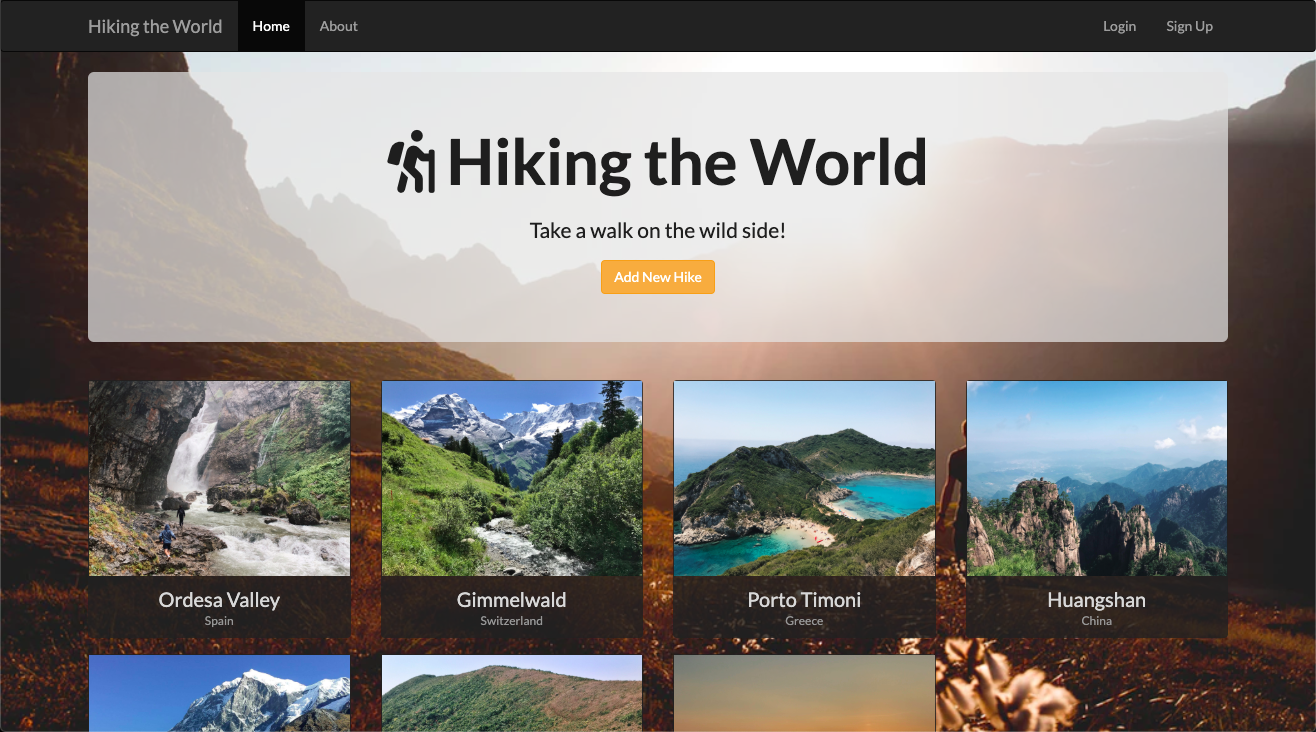 Hiking the World Home About Login Sign Up
Hiking the World
Take a walk on the wild side!
Add New Hike
Ordesa Valley
Spain
Gimmelwald
Switzerland
Porto Timoni
Greece
Huangshan
China